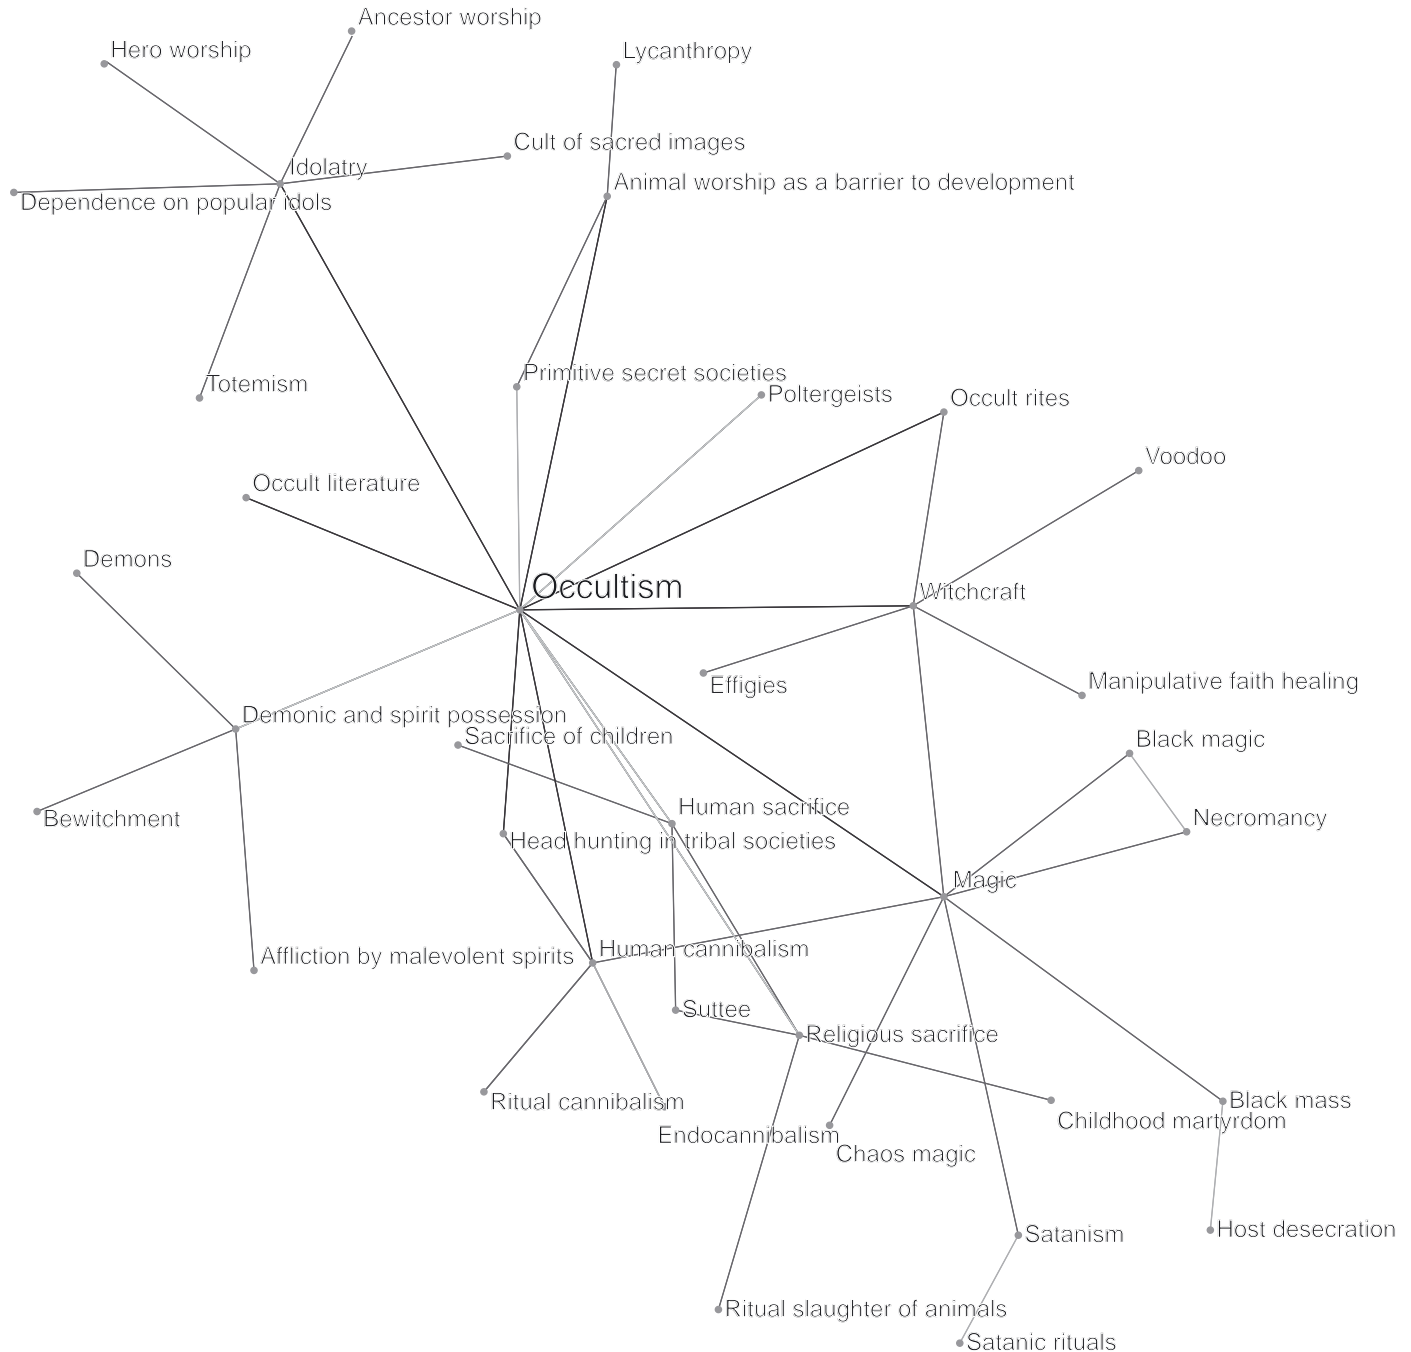 Ancestor worship
Hero worship
Lycanthropy
Cult of sacred images
Idolatry
Animal worship as a barrier to development
Dependence on popular idols
Primitive secret societies
Totemism
Poltergeists
Occult rites
Voodoo
Occult literature
Demons
Occultism
Witchcraft
Manipulative faith healing
Effigies
Demonic and spirit possession
Sacrifice of children
Black magic
Human sacrifice
Bewitchment
Necromancy
Head hunting in tribal societies
Magic
Human cannibalism
Affliction by malevolent spirits
Suttee
Religious sacrifice
Ritual cannibalism
Black mass
Childhood martyrdom
Endocannibalism
Chaos magic
Host desecration
Satanism
Ritual slaughter of animals
Satanic rituals